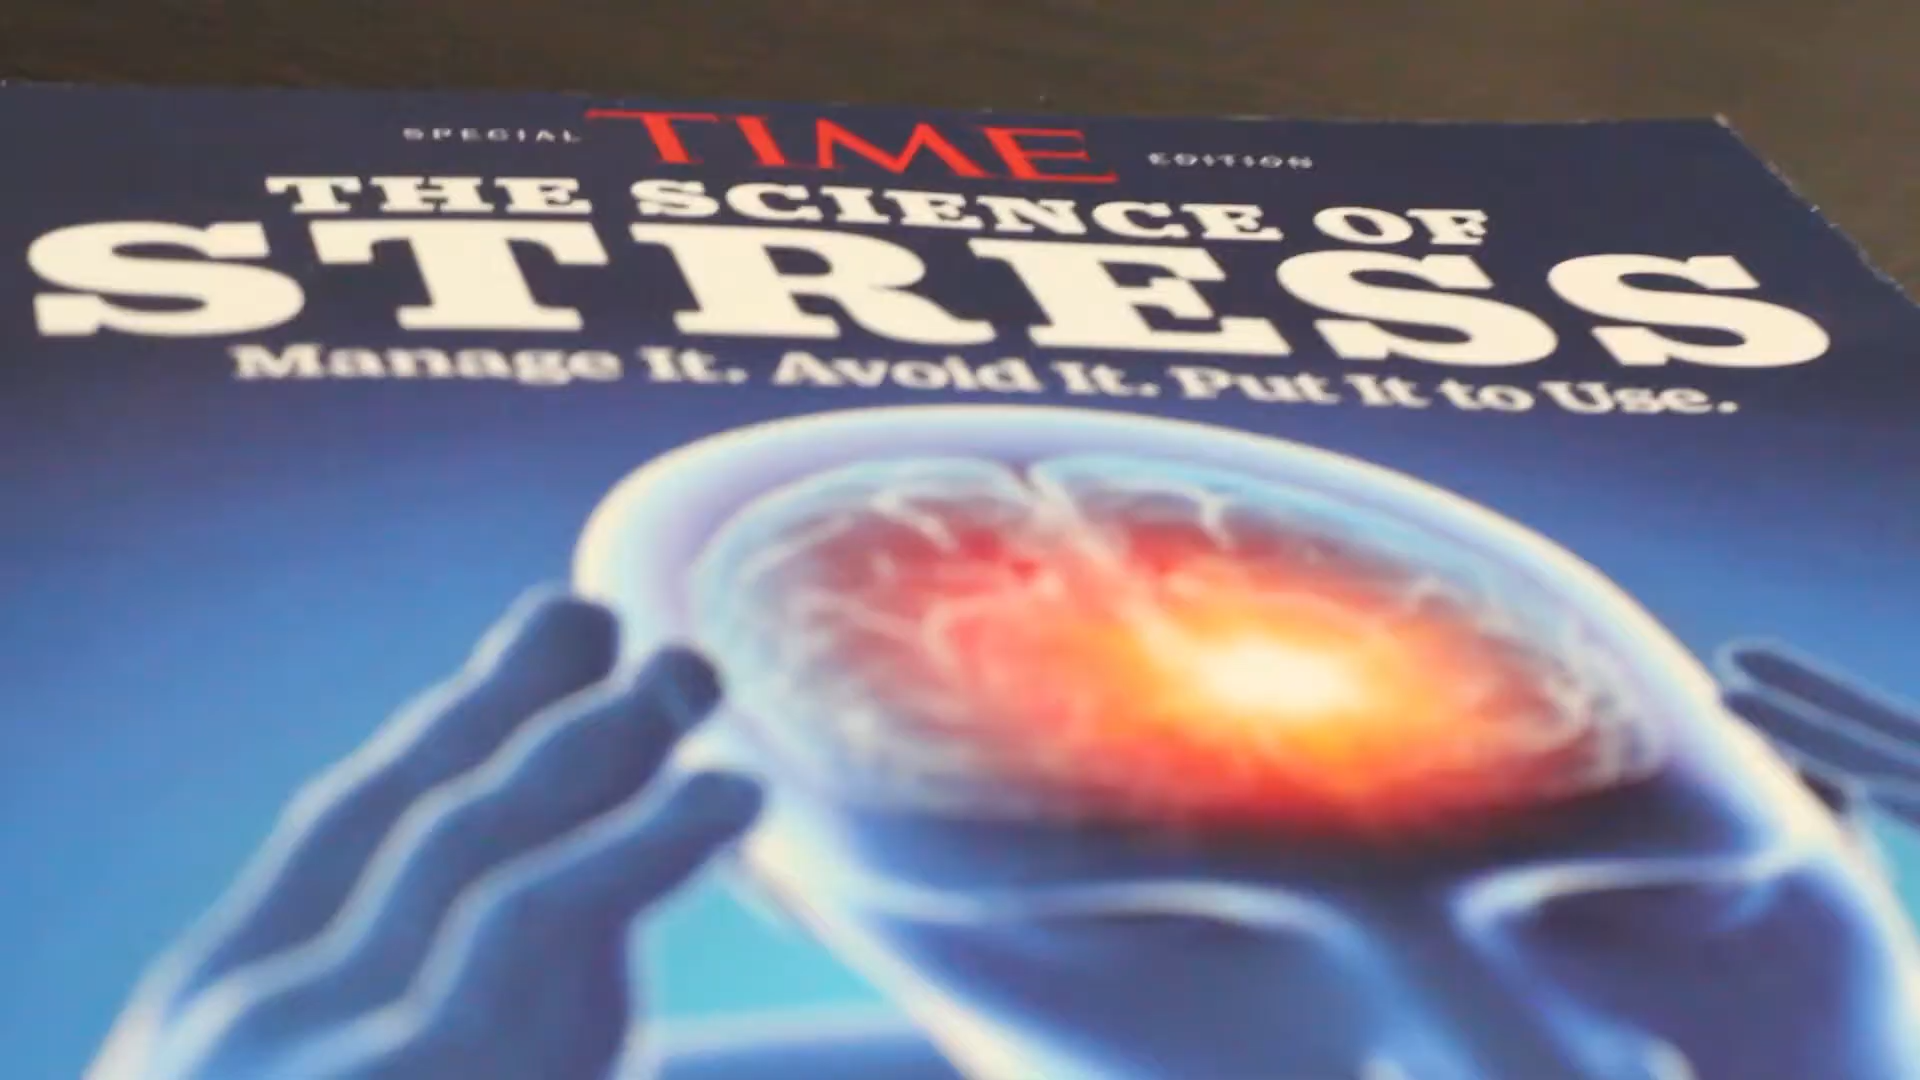 SPECIAL TIME EDITION
THE SCIENCE OF
STRESS
Manage It. Avoid It. Put It to Use.